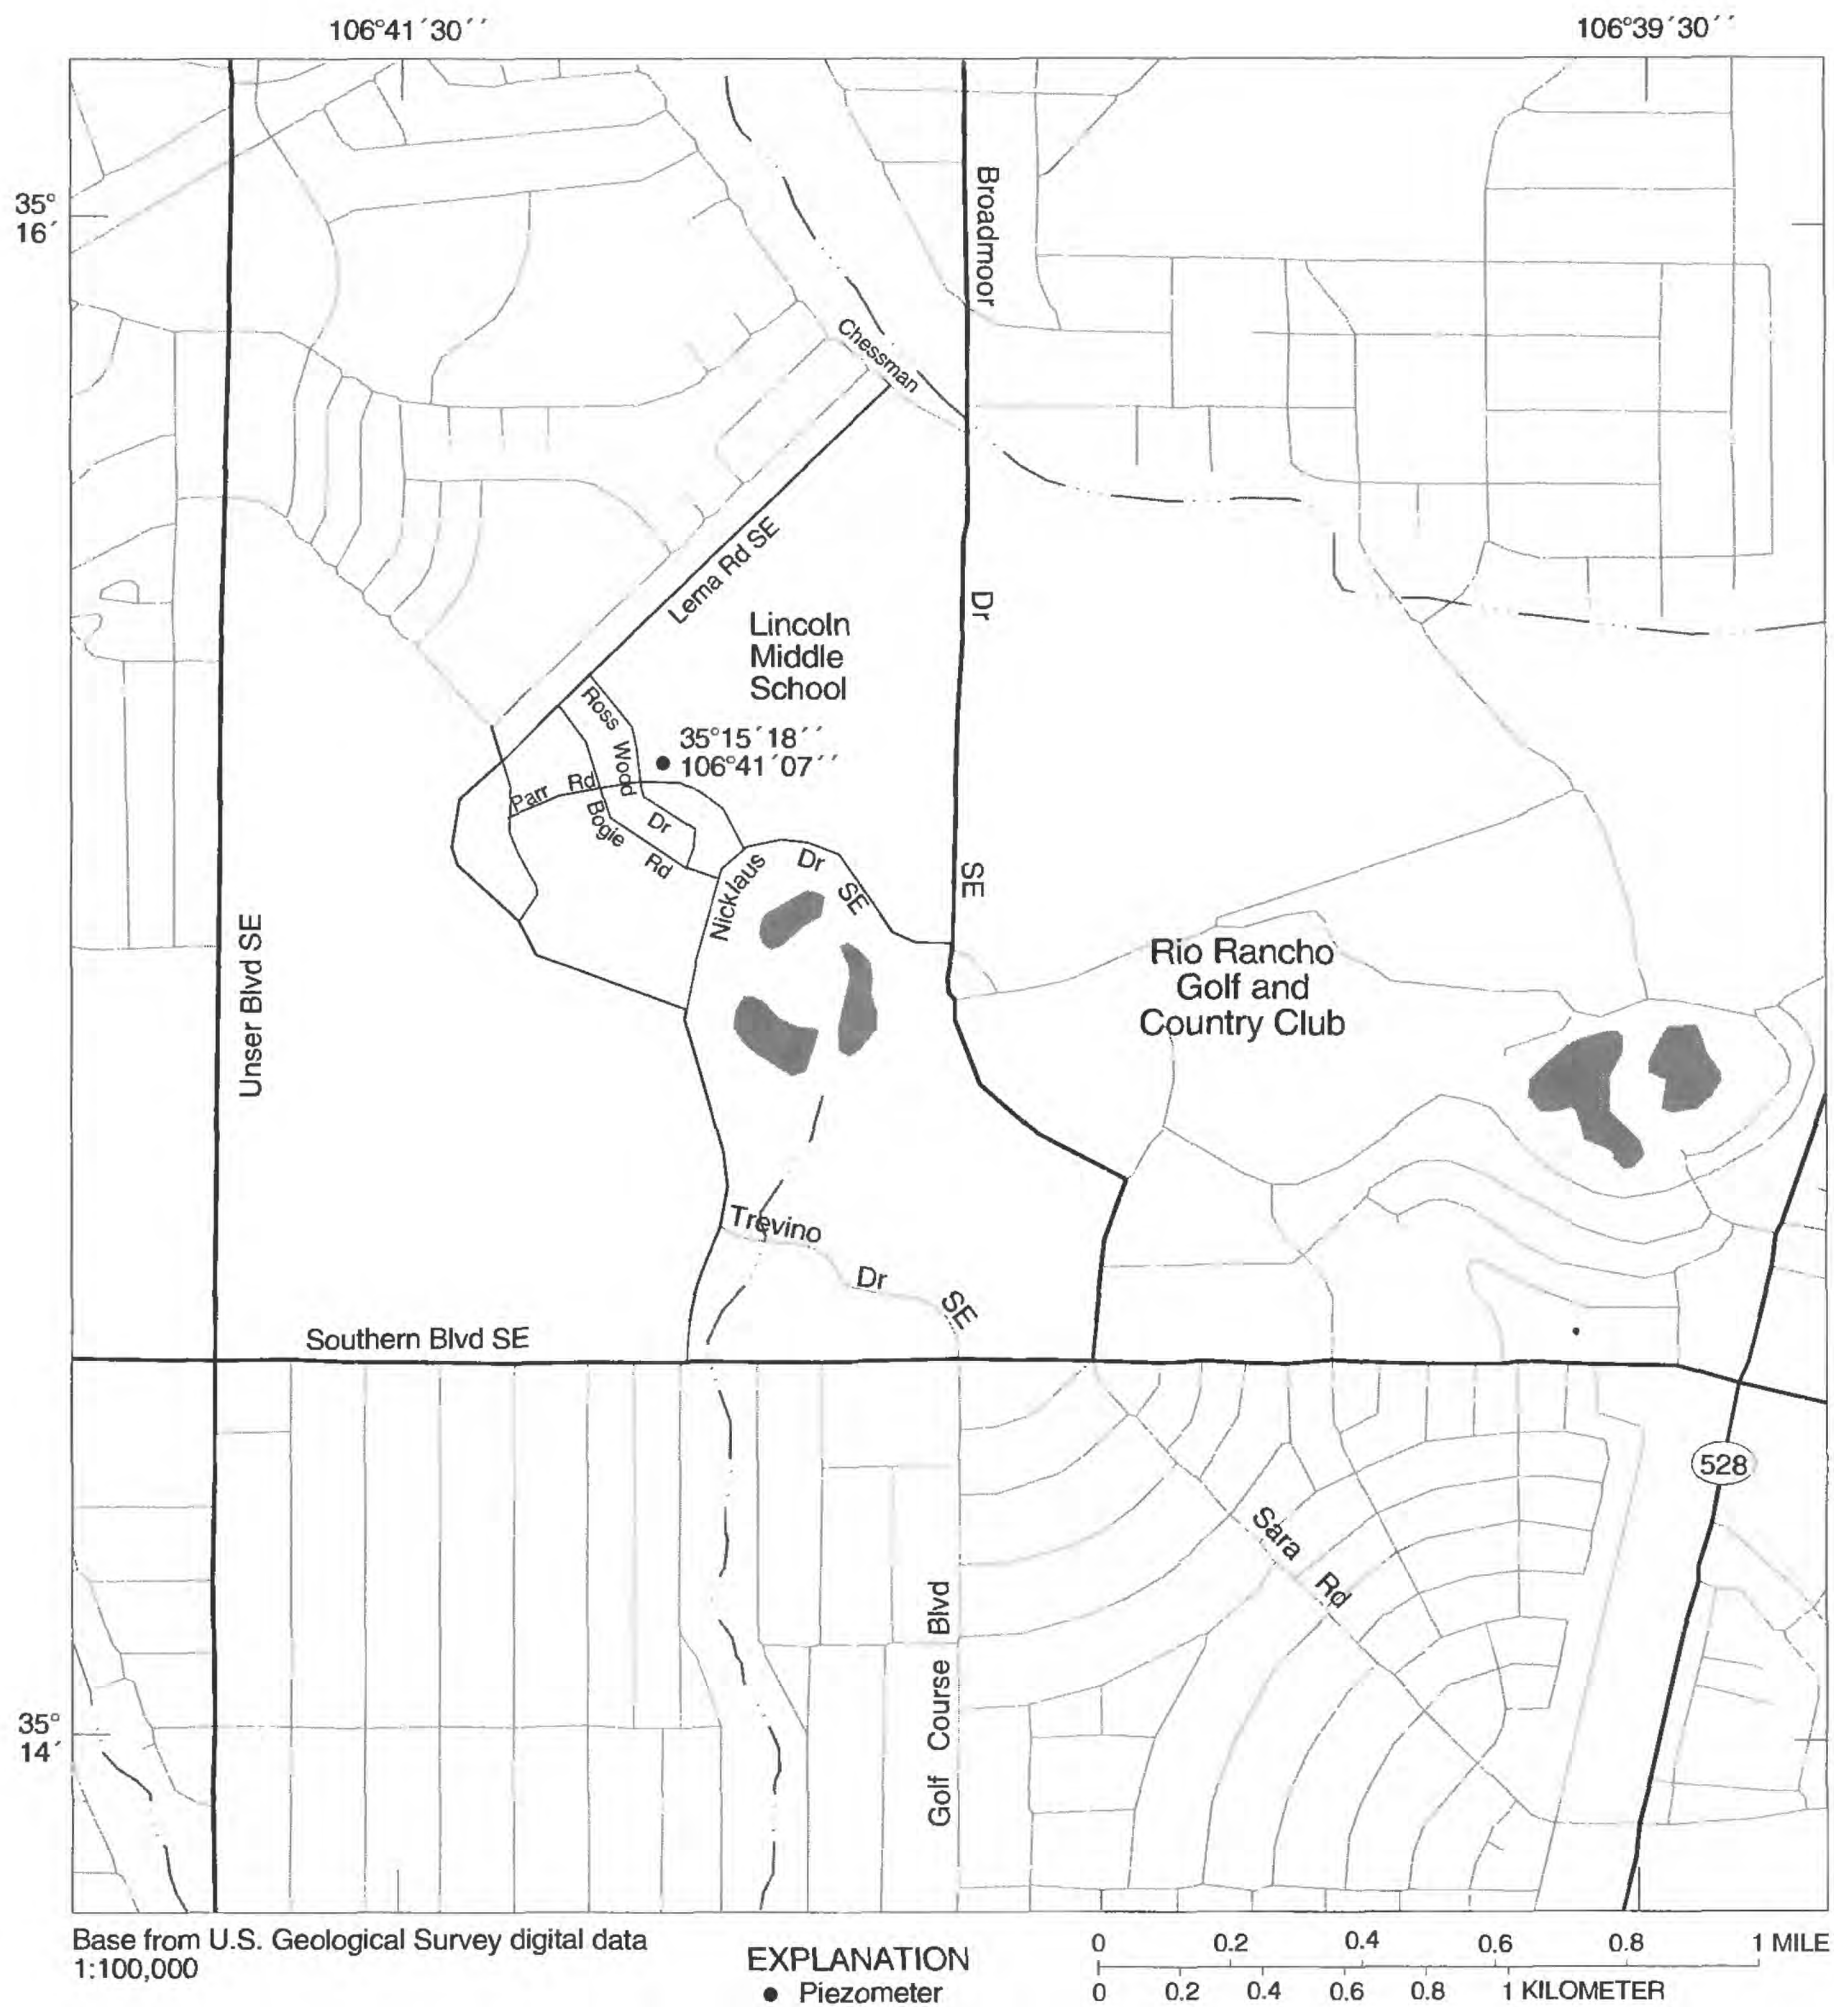 106°41´30´´
106°39´30´´
35°
16´
Broadmoor
Chessman
Lema Rd SE
Dr
Lincoln
Middle
School
Ross
Wood
Dr
35°15´18´´
106°41´07´´
Parr Rd
Bogie
Rd
Nicklaus
Dr
SE
SE
Unser Blvd SE
Rio Rancho
Golf and
Country Club
Trevino
Dr
SE
Southern Blvd SE
528
Sara
Rd
Golf Course Blvd
35°
14´
Base from U.S. Geological Survey digital data
1:100,000
EXPLANATION
Piezometer
0 0.2 0.4 0.6 0.8 1 MILE
0 0.2 0.4 0.6 0.8 1 KILOMETER